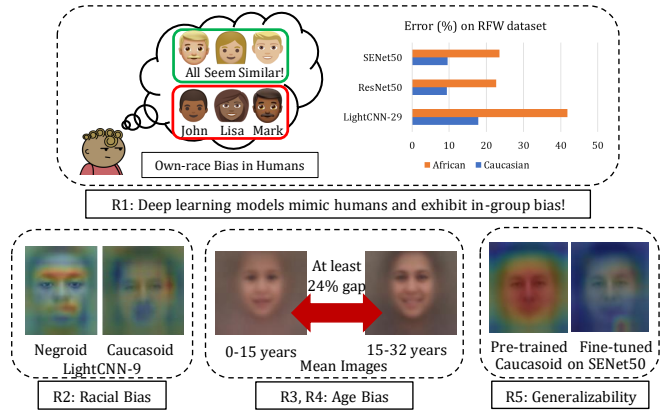 All Seem Similar!
John Lisa Mark
Own-race Bias in Humans
Error (%) on RFW dataset
SENet50
ResNet50
LightCNN-29
0 10 20 30 40 50
African Caucasian
R1: Deep learning models mimic humans and exhibit in-group bias!
Negroid Caucasoid
LightCNN-9
R2: Racial Bias
At least
24% gap
0-15 years 15-32 years
Mean Images
R3, R4: Age Bias
Pre-trained Fine-tuned
Caucasoid on SENet50
R5: Generalizability